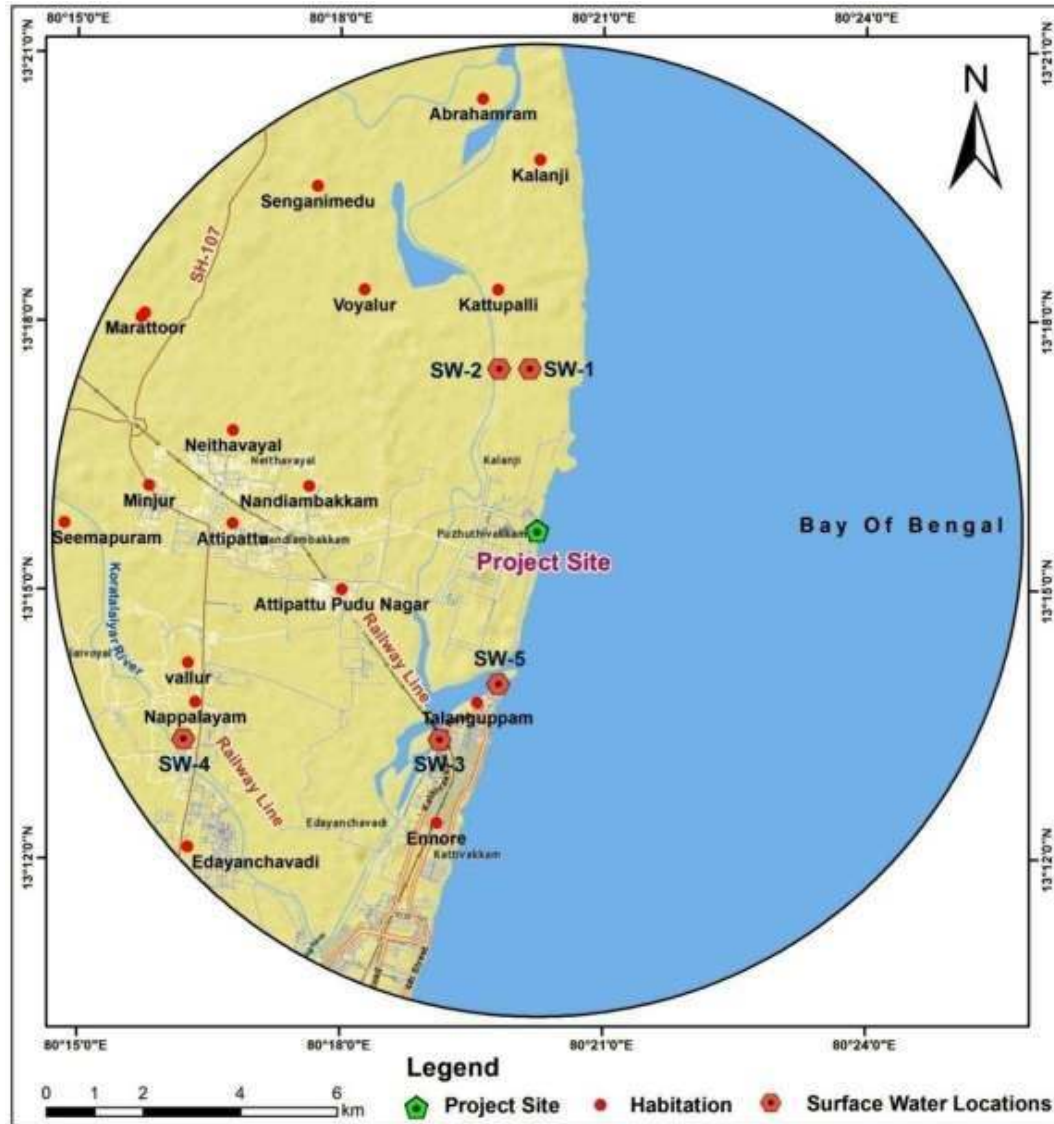 80°15'0"E 80°18'0"E 80°21'0"E 80°24'0"E
13°21'0"N 13°21'0"N
N
Abrahamram
Kalanji
Senganimedu
SH-107
Voyalur
Kattupalli
13°18'0"N 13°18'0"N
Marattoor
SW-2 SW-1
Neithavayal
Neithavayal
Kalanji
Minjur
Nandiambakkam
Seemapuram
Attipattu
Nandiambakkam
Puzhuthivakkam
Bay Of Bengal
Project Site
13°15'0"N 13°15'0"N
Attipattu Pudu Nagar
Koratalaiyar River
Railway Line
SW-5
vallur
Nappalayam
Talanguppam
SW-4
SW-3
Railway Line
Edayanchavadi
Ennore
Kattivakkam
13°12'0"N 13°12'0"N
Edayanchavadi
80°15'0"E 80°18'0"E 80°21'0"E 80°24'0"E
Legend
0 1 2 4 6
km
Project Site Habitation Surface Water Locations